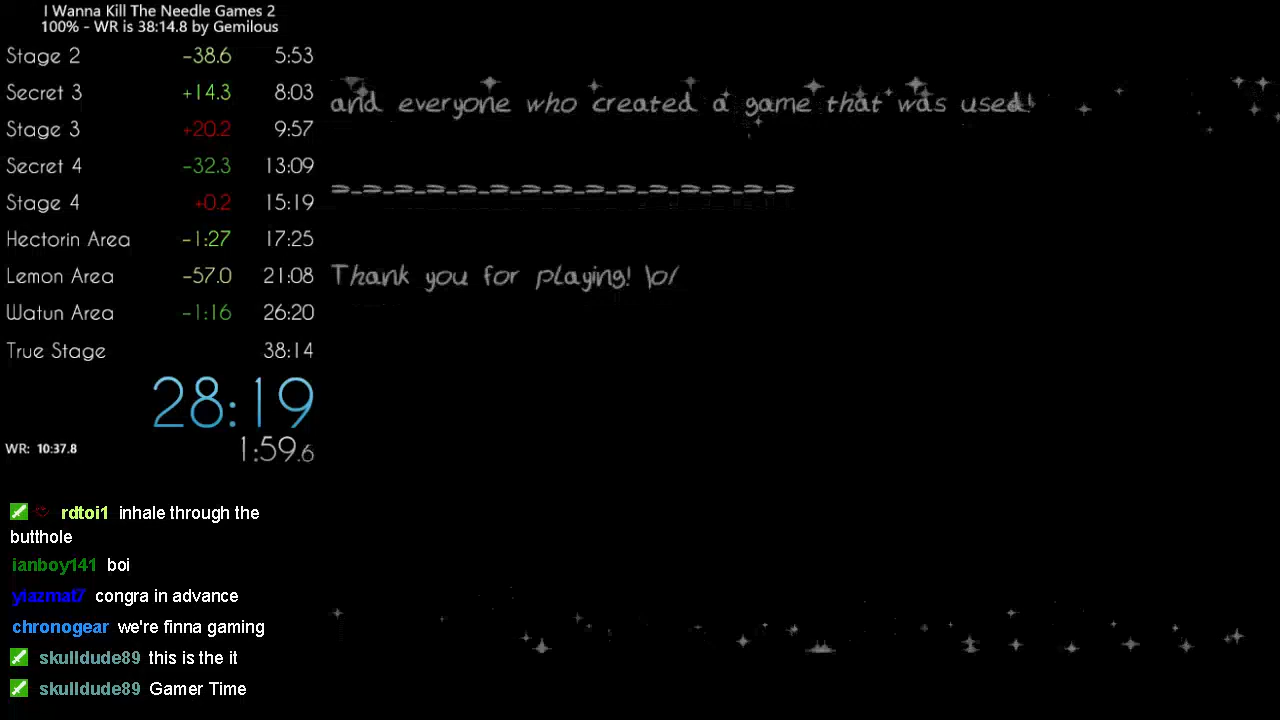 I Wanna Kill The Needle Games 2
100% - WR is 38:14.8 by Gemilous
Stage 2 -38.6 5:53
Secret 3 +14.3 8:03
Stage 3 +20.2 9:57
Secret 4 -32.3 13:09
Stage 4 +0.2 15:19
Hectorin Area -1:27 17:25
Lemon Area -57.0 21:08
Watun Area -1:16 26:20
True Stage 38:14
28:19
1:59.6
WR: 10:37.8
rdtoi1 inhale through the
butthole
ianboy141 boi
yiazmat7 congra in advance
chronogear we're finna gaming
skulldude89 this is the it
skulldude89 Gamer Time
and everyone who created a game that was used!
=_=_=_=_=_=_=_=_=_=_=_=_=_=_=
Thank you for playing! \o/